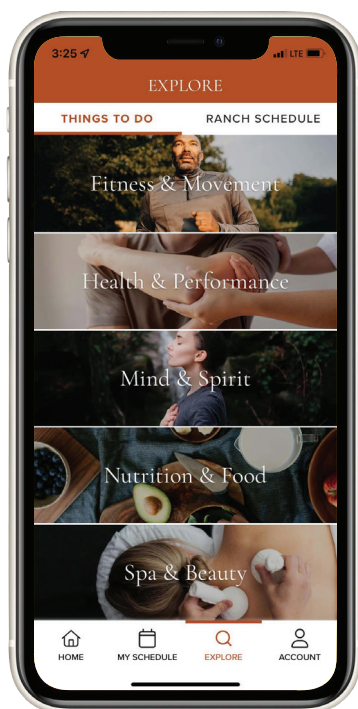 3:25 LTE
EXPLORE
THINGS TO DO RANCH SCHEDULE
Fitness & Movement
Health & Performance
Mind & Spirit
Nutrition & Food
Spa & Beauty
HOME MY SCHEDULE EXPLORE ACCOUNT